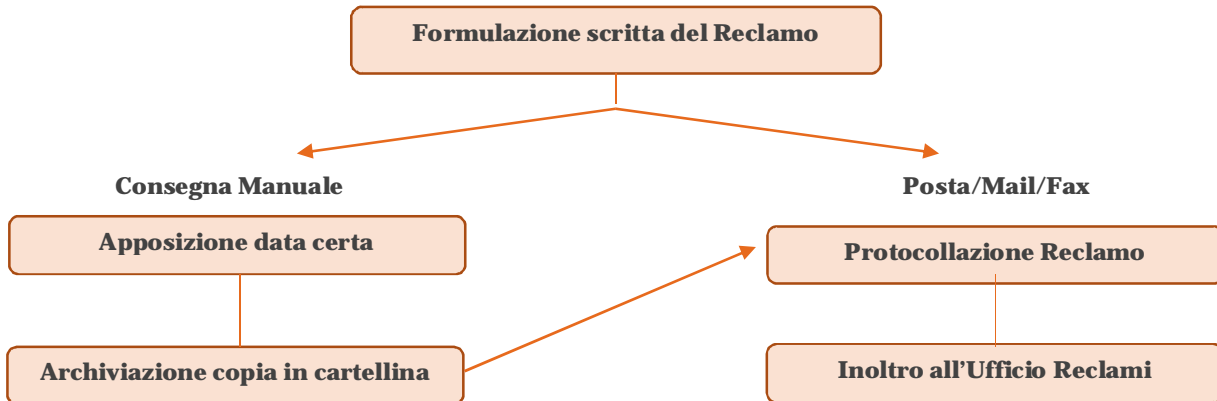 Formulazione scritta del Reclamo
Consegna Manuale
Posta/Mail/Fax
Apposizione data certa
Protocollazione Reclamo
Archiviazione copia in cartellina
Inoltro all’Ufficio Reclami